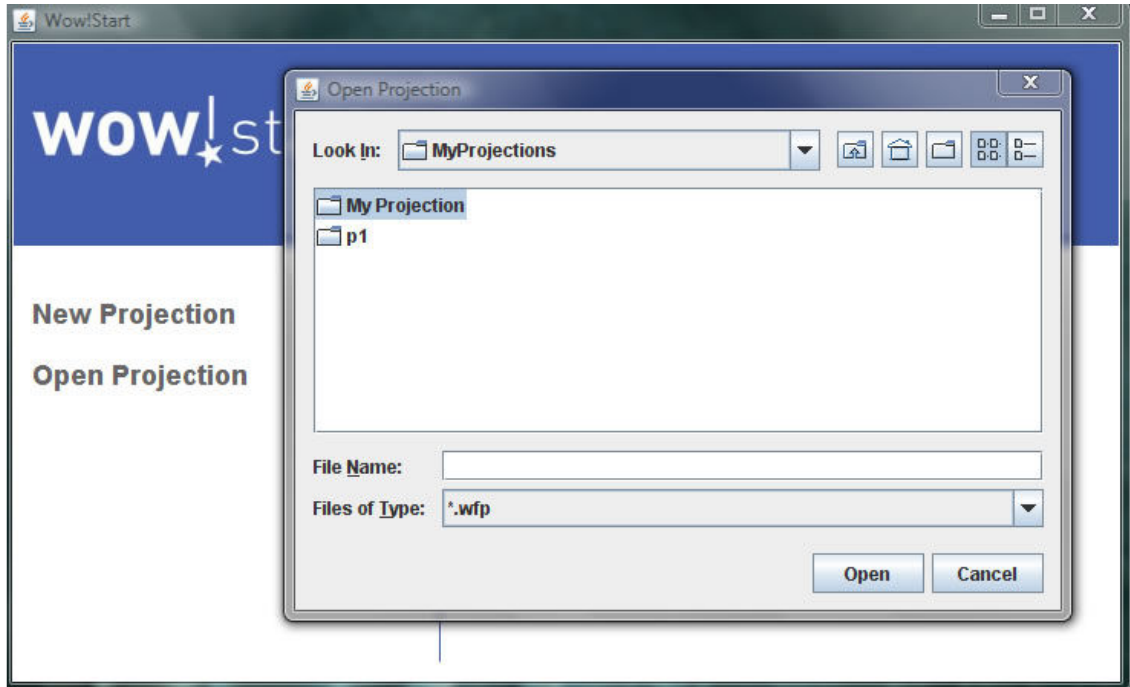 Wow!Start
wow! st
New Projection
Open Projection
Open Projection
Look In:
MyProjections
My Projection
p1
File Name:
Files of Type:
*.wfp
Open
Cancel